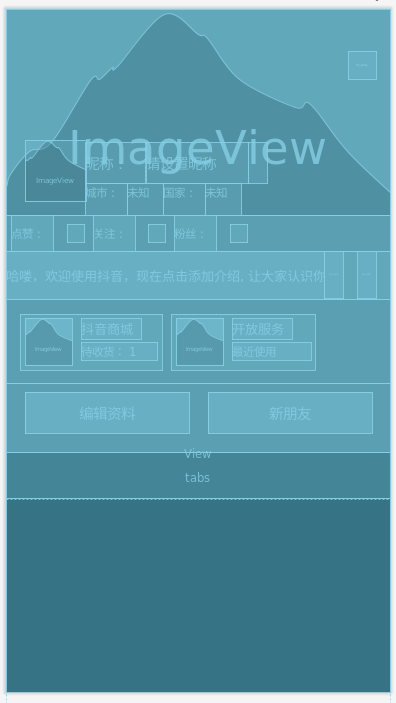 ImageView
昵称： 请设置昵称
ImageView
城市： 未知 国家： 未知
点赞： 关注： 粉丝：
哈喽，欢迎使用抖音，现在点击添加介绍, 让大家认识你
抖音商城 开放服务
ImageView 待收货： 1 ImageView 最近使用
编辑资料 新朋友
View
tabs